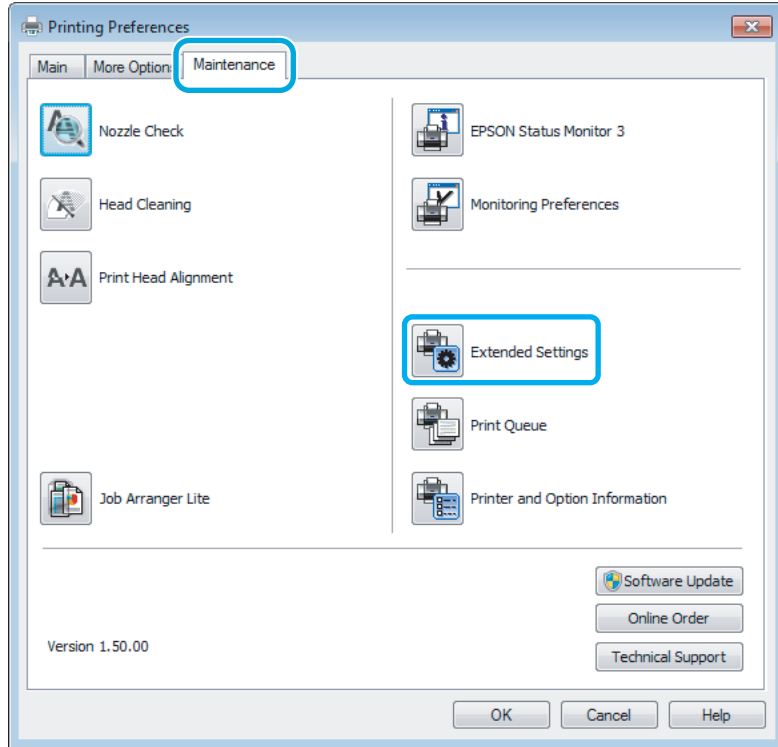 Printing Preferences
Main
More Option
Maintenance
Nozzle Check
EPSON Status Monitor 3
Head Cleaning
Monitoring Preferences
A A
Print Head Alignment
Extended Settings
Print Queue
Job Arranger Lite
Printer and Option Information
Software Update
Online Order
Version 1.50.00
Technical Support
OK
Cancel
Help